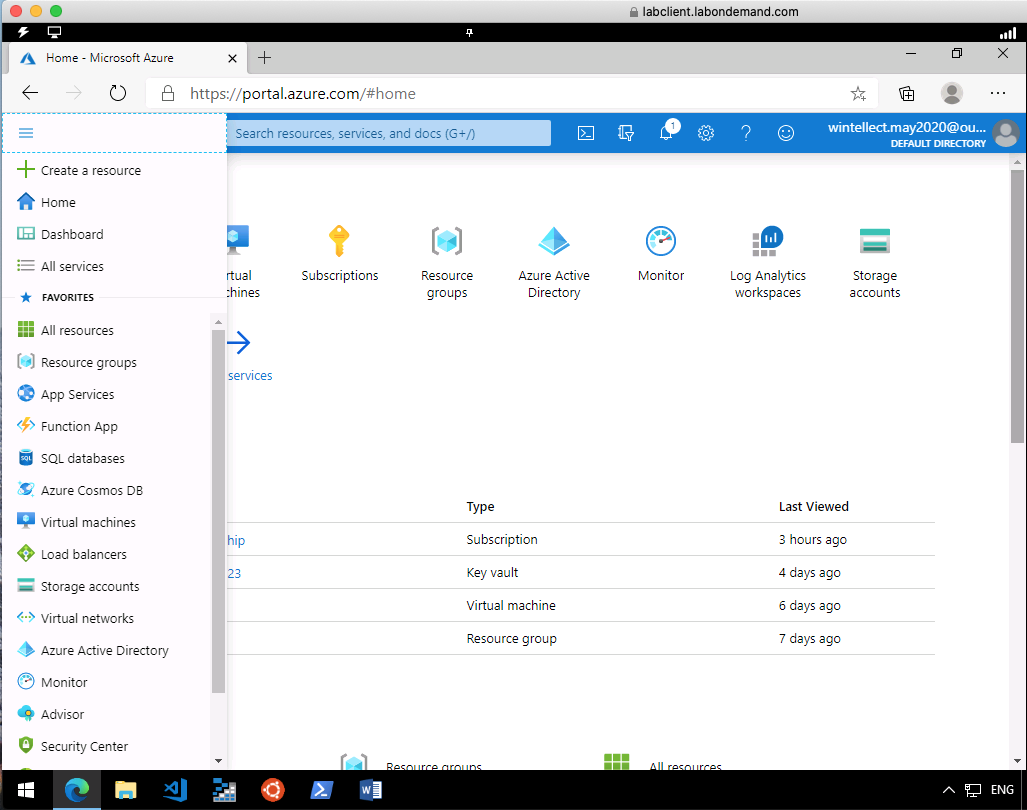 labclient.labondemand.com
Home - Microsoft Azure
https://portal.azure.com/#home
Search resources, services, and docs (G+/)
1
wintellect.may2020@ou...
DEFAULT DIRECTORY
Create a resource
Home
Dashboard
All services
FAVORITES
All resources
Resource groups
App Services
Function App
SQL databases
Azure Cosmos DB
Virtual machines
Load balancers
Storage accounts
Virtual networks
Azure Active Directory
Monitor
Advisor
Security Center
rtual
chines
Subscriptions
Resource
groups
Azure Active
Directory
Monitor
Log Analytics
workspaces
Storage
accounts
services
Type
Last Viewed
hip
Subscription
3 hours ago
23
Key vault
4 days ago
Virtual machine
6 days ago
Resource group
7 days ago
Resource groups
All resources
ENG